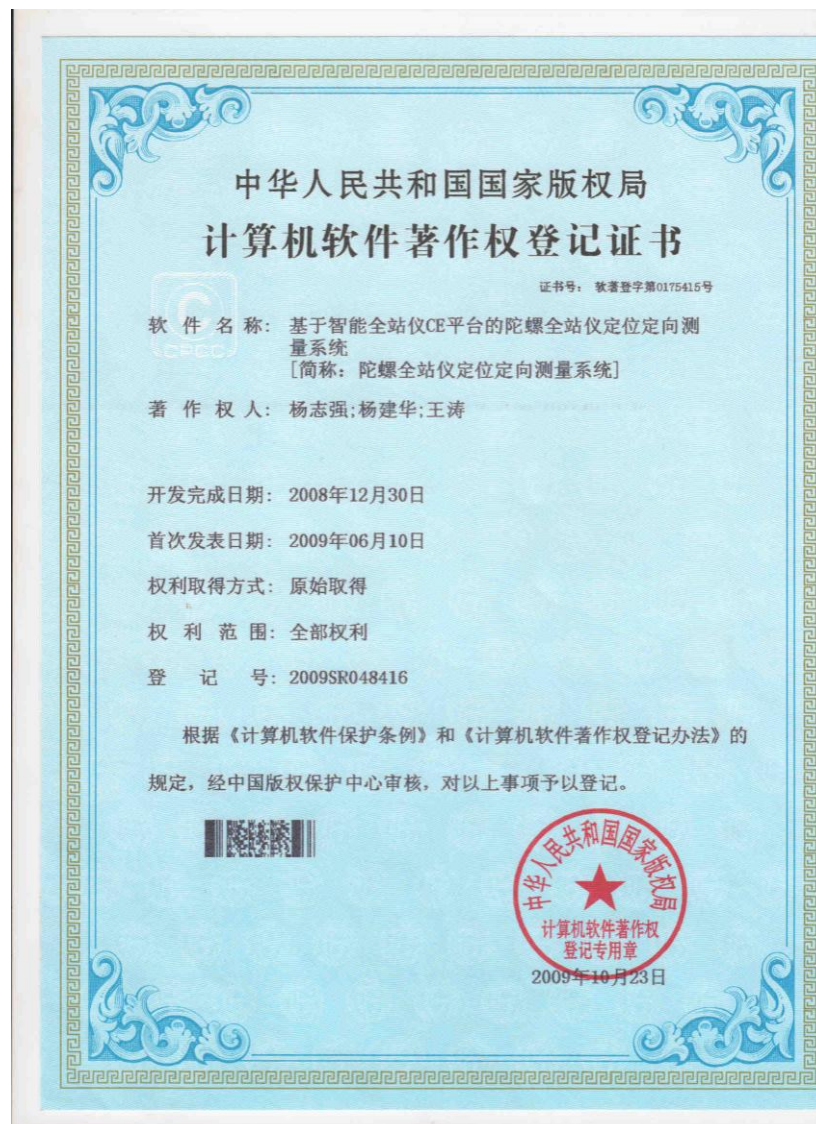 中华人民共和国国家版权局
计算机软件著作权登记证书
证书号: 软著登字第0175415号
CPCC
软件名称: 基于智能全站仪CE平台的陀螺全站仪定位定向测
量系统
[简称: 陀螺全站仪定位定向测量系统]
著作权人: 杨志强;杨建华;王涛
开发完成日期: 2008年12月30日
首次发表日期: 2009年06月10日
权利取得方式: 原始取得
权利范围: 全部权利
登记号: 2009SR048416
根据《计算机软件保护条例》和《计算机软件著作权登记办法》的
规定，经中国版权保护中心审核，对以上事项予以登记。
中华人民共和国国家版权局
计算机软件著作权
登记专用章
2009年10月23日